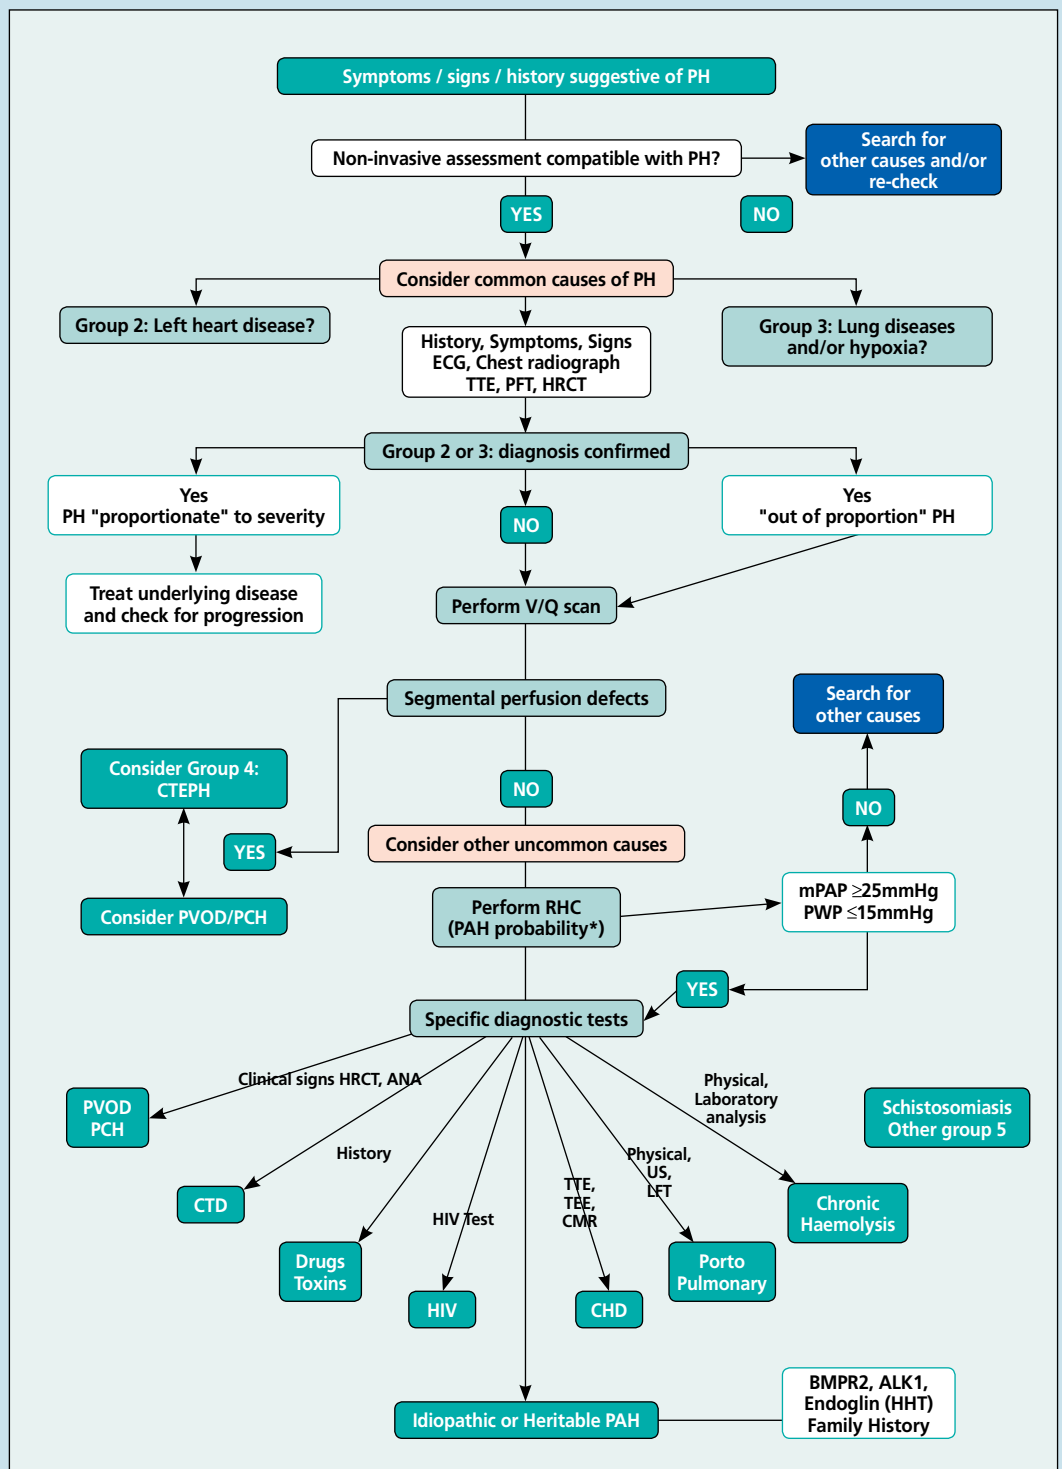 Symptoms / signs / history suggestive of PH
Non-invasive assessment compatible with PH?
Search for
other causes and/or
re-check
YES
NO
Consider common causes of PH
Group 2: Left heart disease?
History, Symptoms, Signs
ECG, Chest radiograph
TTE, PFT, HRCT
Group 3: Lung diseases
and/or hypoxia?
Group 2 or 3: diagnosis confirmed
Yes
PH "proportionate" to severity
NO
Yes
"out of proportion" PH
Treat underlying disease
and check for progression
Perform V/Q scan
Segmental perfusion defects
Search for
other causes
Consider Group 4:
CTEPH
NO
NO
YES
Consider other uncommon causes
Consider PVOD/PCH
Perform RHC
(PAH probability*)
mPAP ≥25mmHg
PWP ≤15mmHg
YES
Specific diagnostic tests
Clinical signs HRCT, ANA
Physical,
Laboratory
analysis
PVOD
PCH
Schistosomiasis
Other group 5
History
Physical,
US,
LFT
CTD
TTE,
TEE,
CMR
HIV Test
Chronic
Haemolysis
Drugs
Toxins
Porto
Pulmonary
HIV
CHD
Idiopathic or Heritable PAH
BMPR2, ALK1,
Endoglin (HHT)
Family History